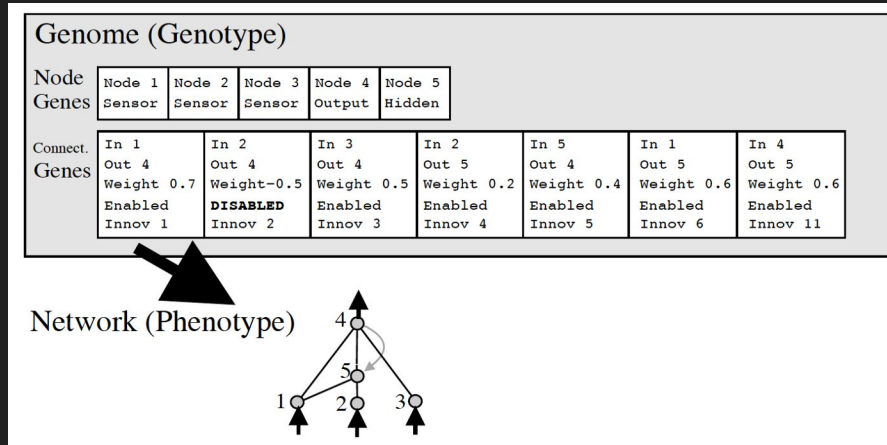 Genome (Genotype)
Node Genes
Node 1 Node 2 Node 3 Node 4 Node 5
Sensor Sensor Sensor Output Hidden
Connect. Genes
In 1 In 2 In 3 In 2 In 5 In 1 In 4
Out 4 Out 4 Out 4 Out 5 Out 4 Out 5 Out 5
Weight 0.7 Weight-0.5 Weight 0.5 Weight 0.2 Weight 0.4 Weight 0.6 Weight 0.6
Enabled DISABLED Enabled Enabled Enabled Enabled Enabled
Innov 1 Innov 2 Innov 3 Innov 4 Innov 5 Innov 6 Innov 11
Network (Phenotype)
4
5
1 2 3